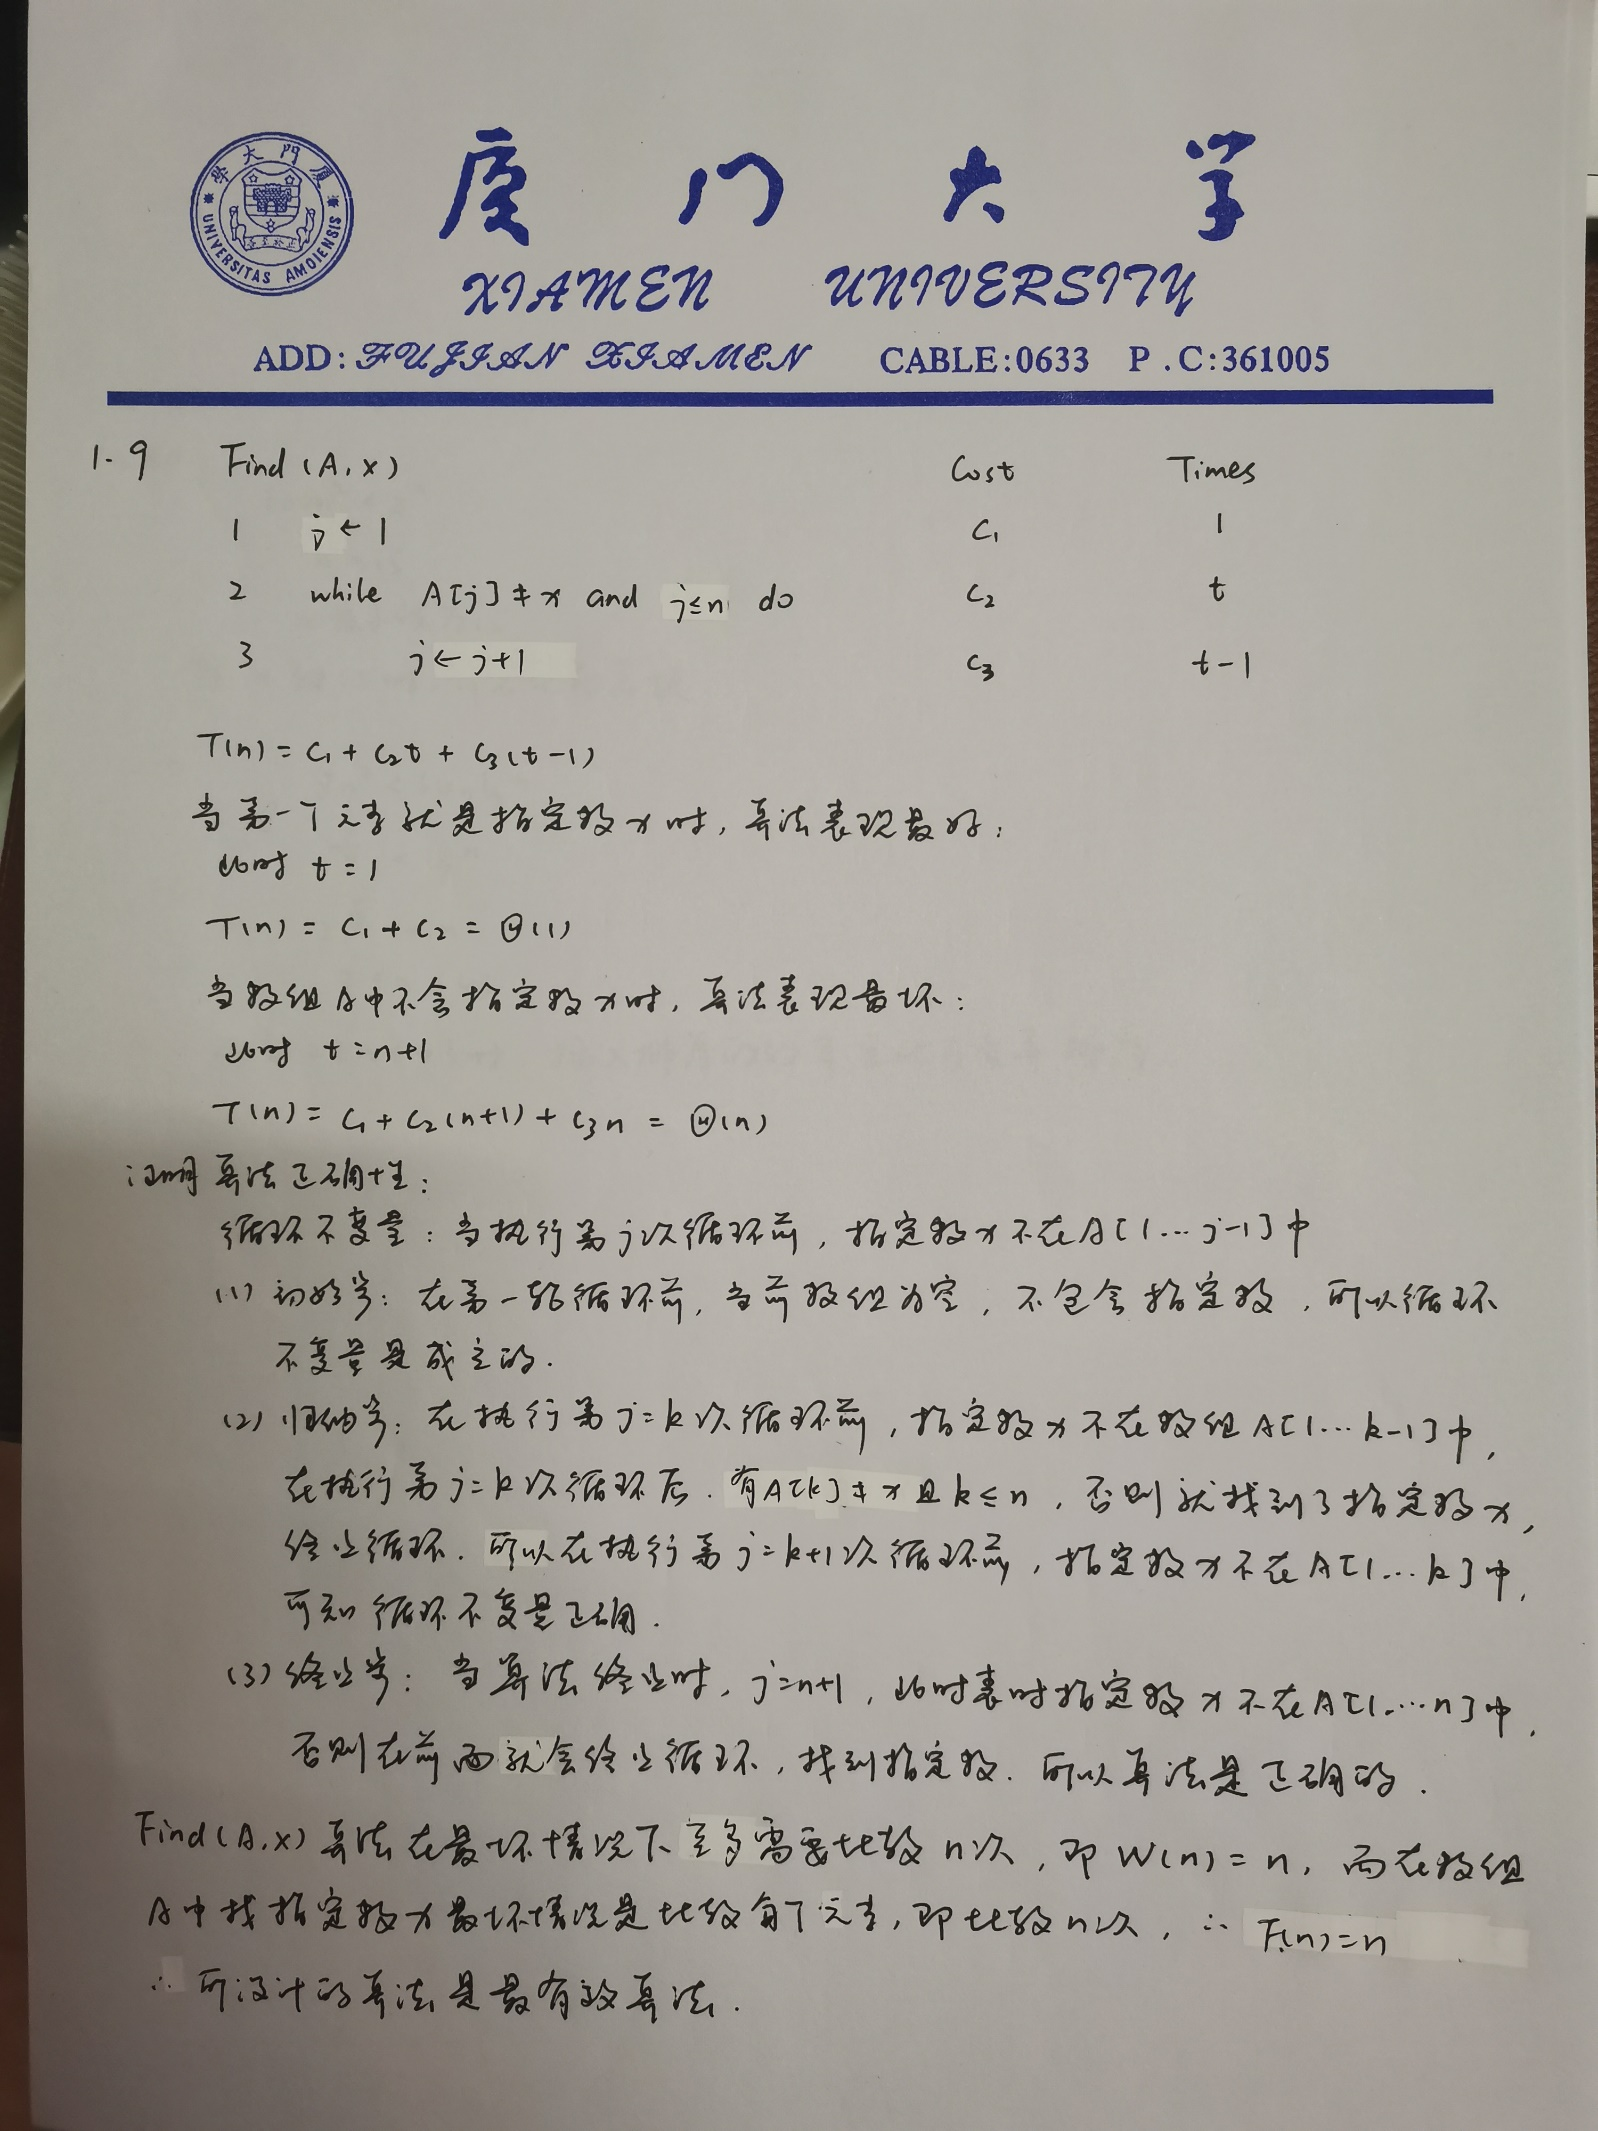 厦门大学
厦門大學
UNIVERSITAS AMOIENSIS
XIAMEN UNIVERSITY
ADD: FUJIAN XIAMEN CABLE:0633 P.C:361005
1-9 Find (A, x) Cost Times
1 j ← 1 C₁ 1
2 while A[j] ≠ x and j≤n do C₂ t
3 j ← j+1 C₃ t-1
T(n) = C₁ + C₂t + C₃(t-1)
当第一个元素就是指定数x时,算法表现最好:
此时 t=1
T(n) = C₁ + C₂ = Θ(1)
当数组A中不含指定数x时,算法表现最坏:
此时 t=n+1
T(n) = C₁ + C₂(n+1) + C₃n = Θ(n)
证明算法正确性:
循环不变量:当执行第j次循环前,指定数x不在A[1…j-1]中
(1) 初始步:在第一轮循环前,当前数组为空,不包含指定数,所以循环
不变量是成立的.
(2) 归纳步:在执行第j=k次循环前,指定数x不在数组A[1…k-1]中,
在执行第j=k次循环后.有A[k]≠x且k≤n,否则就找到了指定数x,
终止循环.所以在执行第j=k+1次循环前,指定数x不在A[1…k]中,
可知循环不变量正确.
(3) 终止步:当算法终止时,j=n+1,此时表时指定数x不在A[1.…n]中,
否则在前面就会终止循环,找到指定数.所以算法是正确的.
Find(A,x)算法在最坏情况下至多需要比较n次,即W(n)=n,而在数组
A中找指定数x最坏情况是比较每个元素,即比较n次,∴ F(n)=n
∴ 所设计的算法是最有效算法.